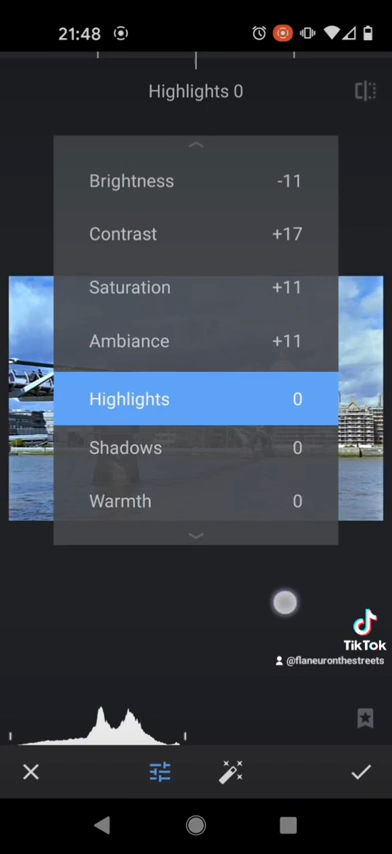 21:48
Highlights 0
Brightness -11
Contrast +17
Saturation +11
Ambiance +11
Highlights 0
Shadows 0
Warmth 0
TikTok
@flaneuronthestreets